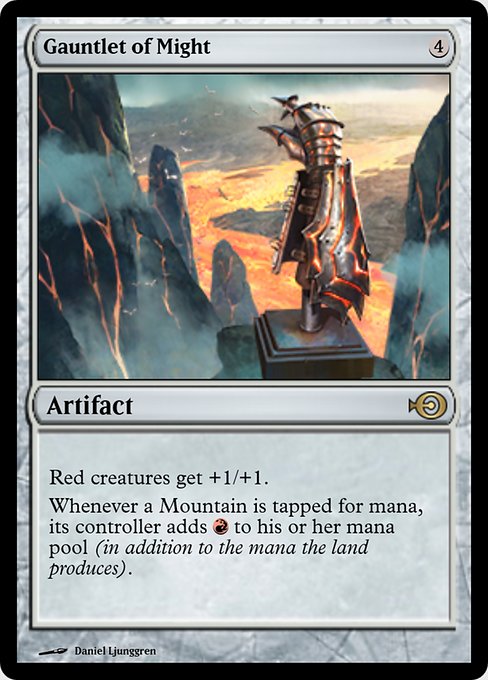 Gauntlet of Might 4
Artifact
Red creatures get +1/+1.
Whenever a Mountain is tapped for mana,
its controller adds to his or her mana
pool (in addition to the mana the land
produces).
Daniel Ljunggren